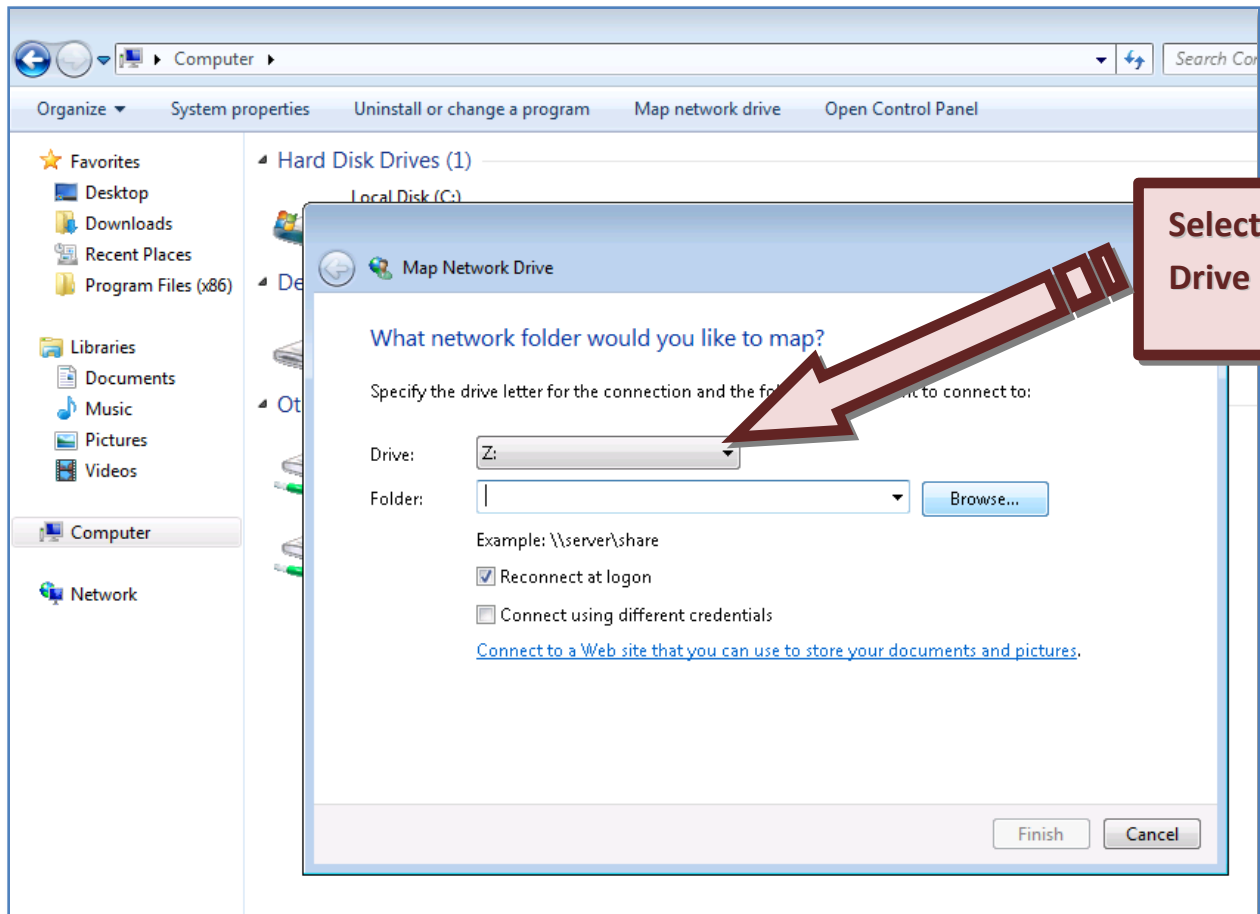 Computer
Search Cor
Organize System properties Uninstall or change a program Map network drive Open Control Panel
Favorites
Desktop
Downloads
Recent Places
Program Files (x86)
Libraries
Documents
Music
Pictures
Videos
Computer
Network
Hard Disk Drives (1)
Local Disk (C:)
De
Ot
Map Network Drive
What network folder would you like to map?
Specify the drive letter for the connection and the fo t to connect to:
Drive: Z:
Folder: Browse...
Example: \\server\share
Reconnect at logon
Connect using different credentials
Connect to a Web site that you can use to store your documents and pictures.
Finish Cancel
Select
Drive